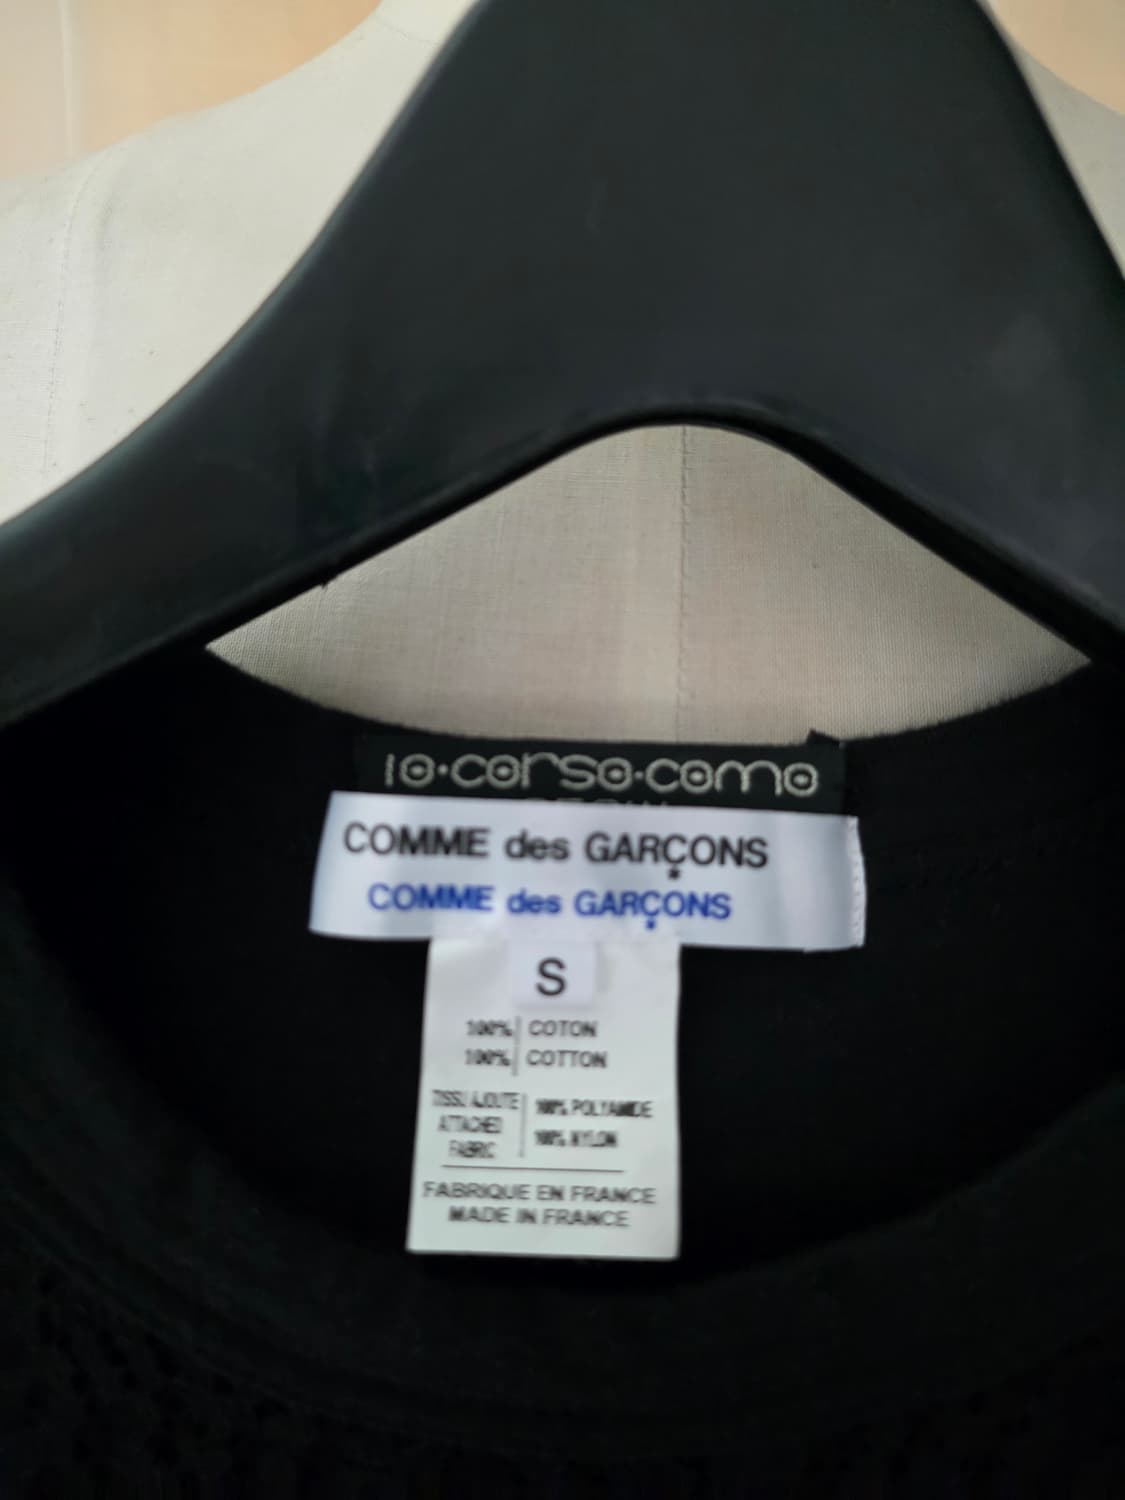 10·corso·como
COMME des GARÇONS
COMME des GARÇONS
S
100% COTON
100% COTTON
TISSU AJOUTE 100% POLYAMIDE
ATTACHED 100% NYLON
FABRIC
FABRIQUE EN FRANCE
MADE IN FRANCE